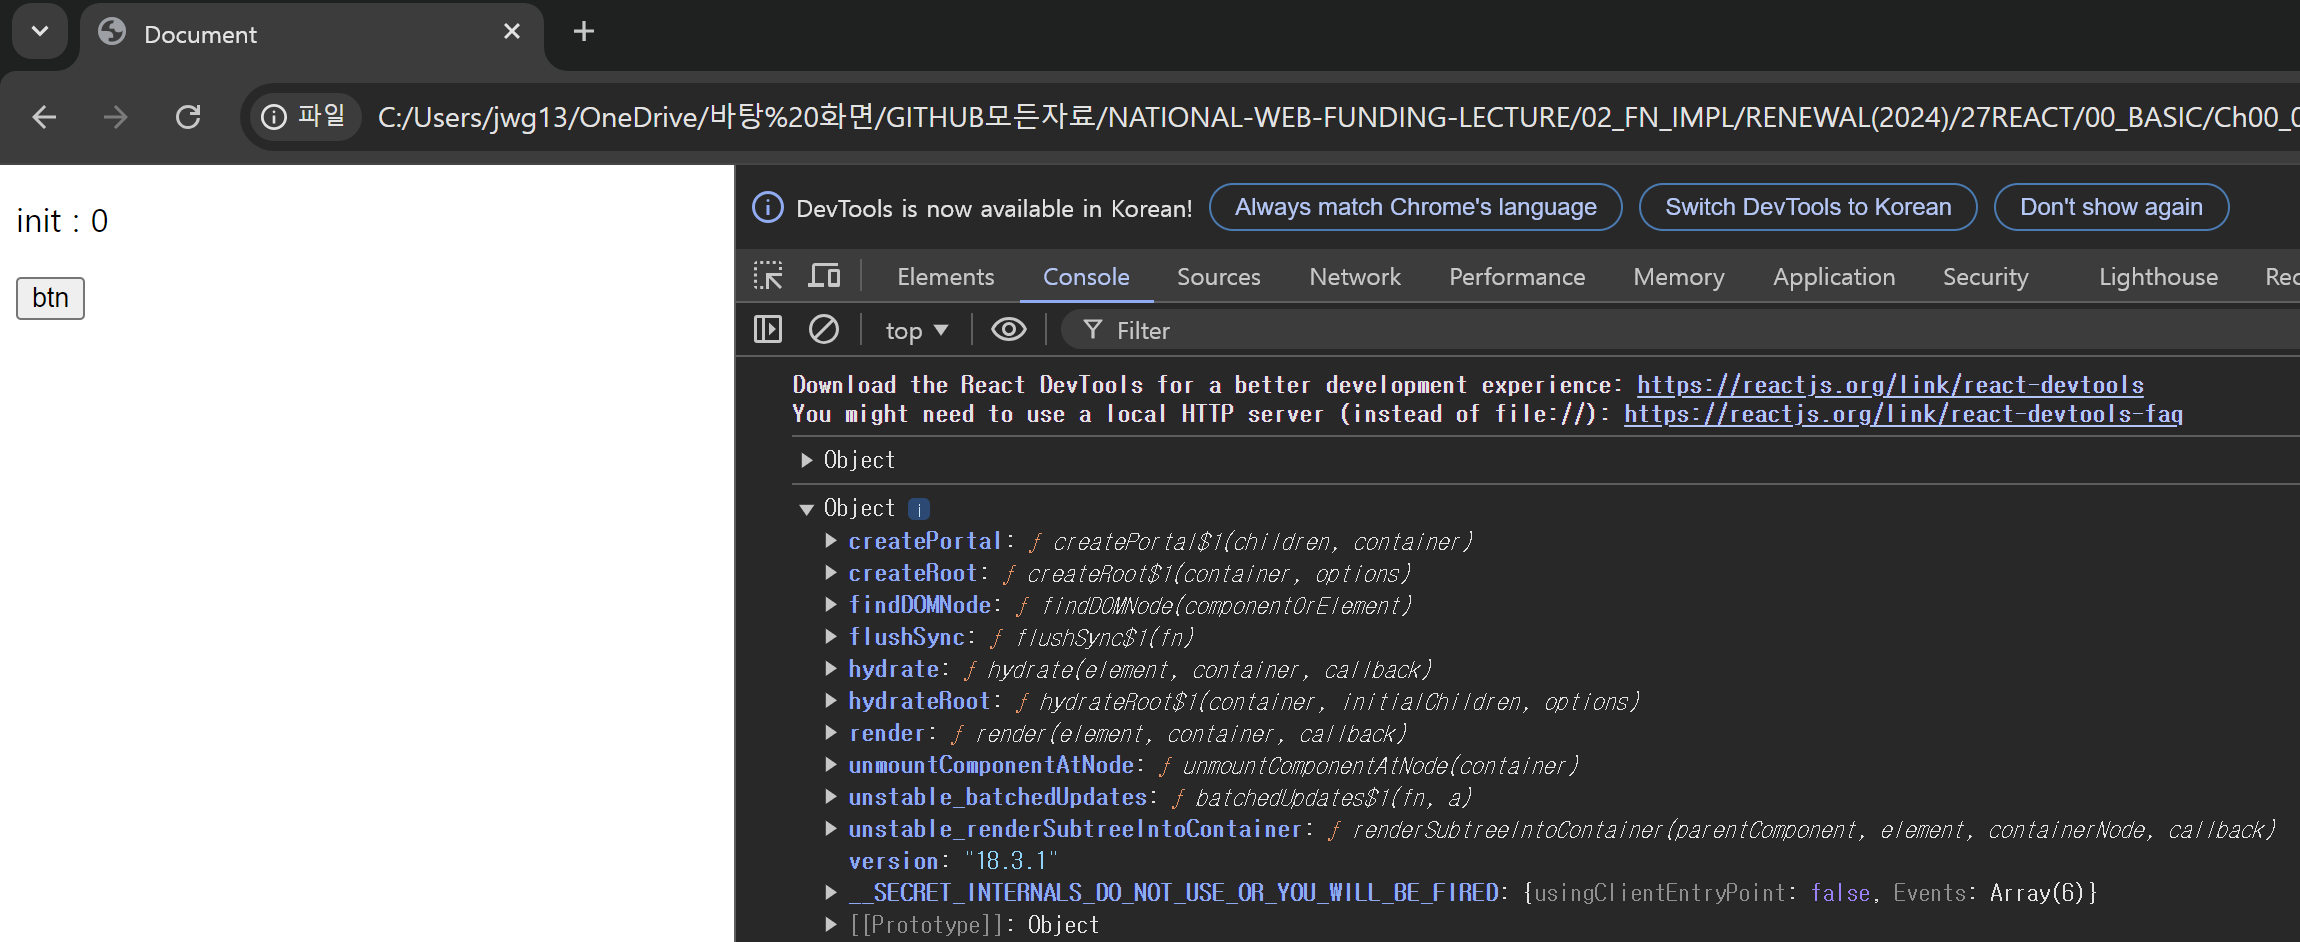 Document
파일 C:/Users/jwg13/OneDrive/바탕%20화면/GITHUB모든자료/NATIONAL-WEB-FUNDING-LECTURE/02_FN_IMPL/RENEWAL(2024)/27REACT/00_BASIC/Ch00_0
init : 0
btn
DevTools is now available in Korean! Always match Chrome's language Switch DevTools to Korean Don't show again
Elements Console Sources Network Performance Memory Application Security Lighthouse Rec
top Filter
Download the React DevTools for a better development experience: https://reactjs.org/link/react-devtools
You might need to use a local HTTP server (instead of file://): https://reactjs.org/link/react-devtools-faq
Object
Object i
createPortal: ƒ createPortal$1(children, container)
createRoot: ƒ createRoot$1(container, options)
findDOMNode: ƒ findDOMNode(componentOrElement)
flushSync: ƒ flushSync$1(fn)
hydrate: ƒ hydrate(element, container, callback)
hydrateRoot: ƒ hydrateRoot$1(container, initialChildren, options)
render: ƒ render(element, container, callback)
unmountComponentAtNode: ƒ unmountComponentAtNode(container)
unstable_batchedUpdates: ƒ batchedUpdates$1(fn, a)
unstable_renderSubtreeIntoContainer: ƒ renderSubtreeIntoContainer(parentComponent, element, containerNode, callback)
version: "18.3.1"
__SECRET_INTERNALS_DO_NOT_USE_OR_YOU_WILL_BE_FIRED: {usingClientEntryPoint: false, Events: Array(6)}
[[Prototype]]: Object